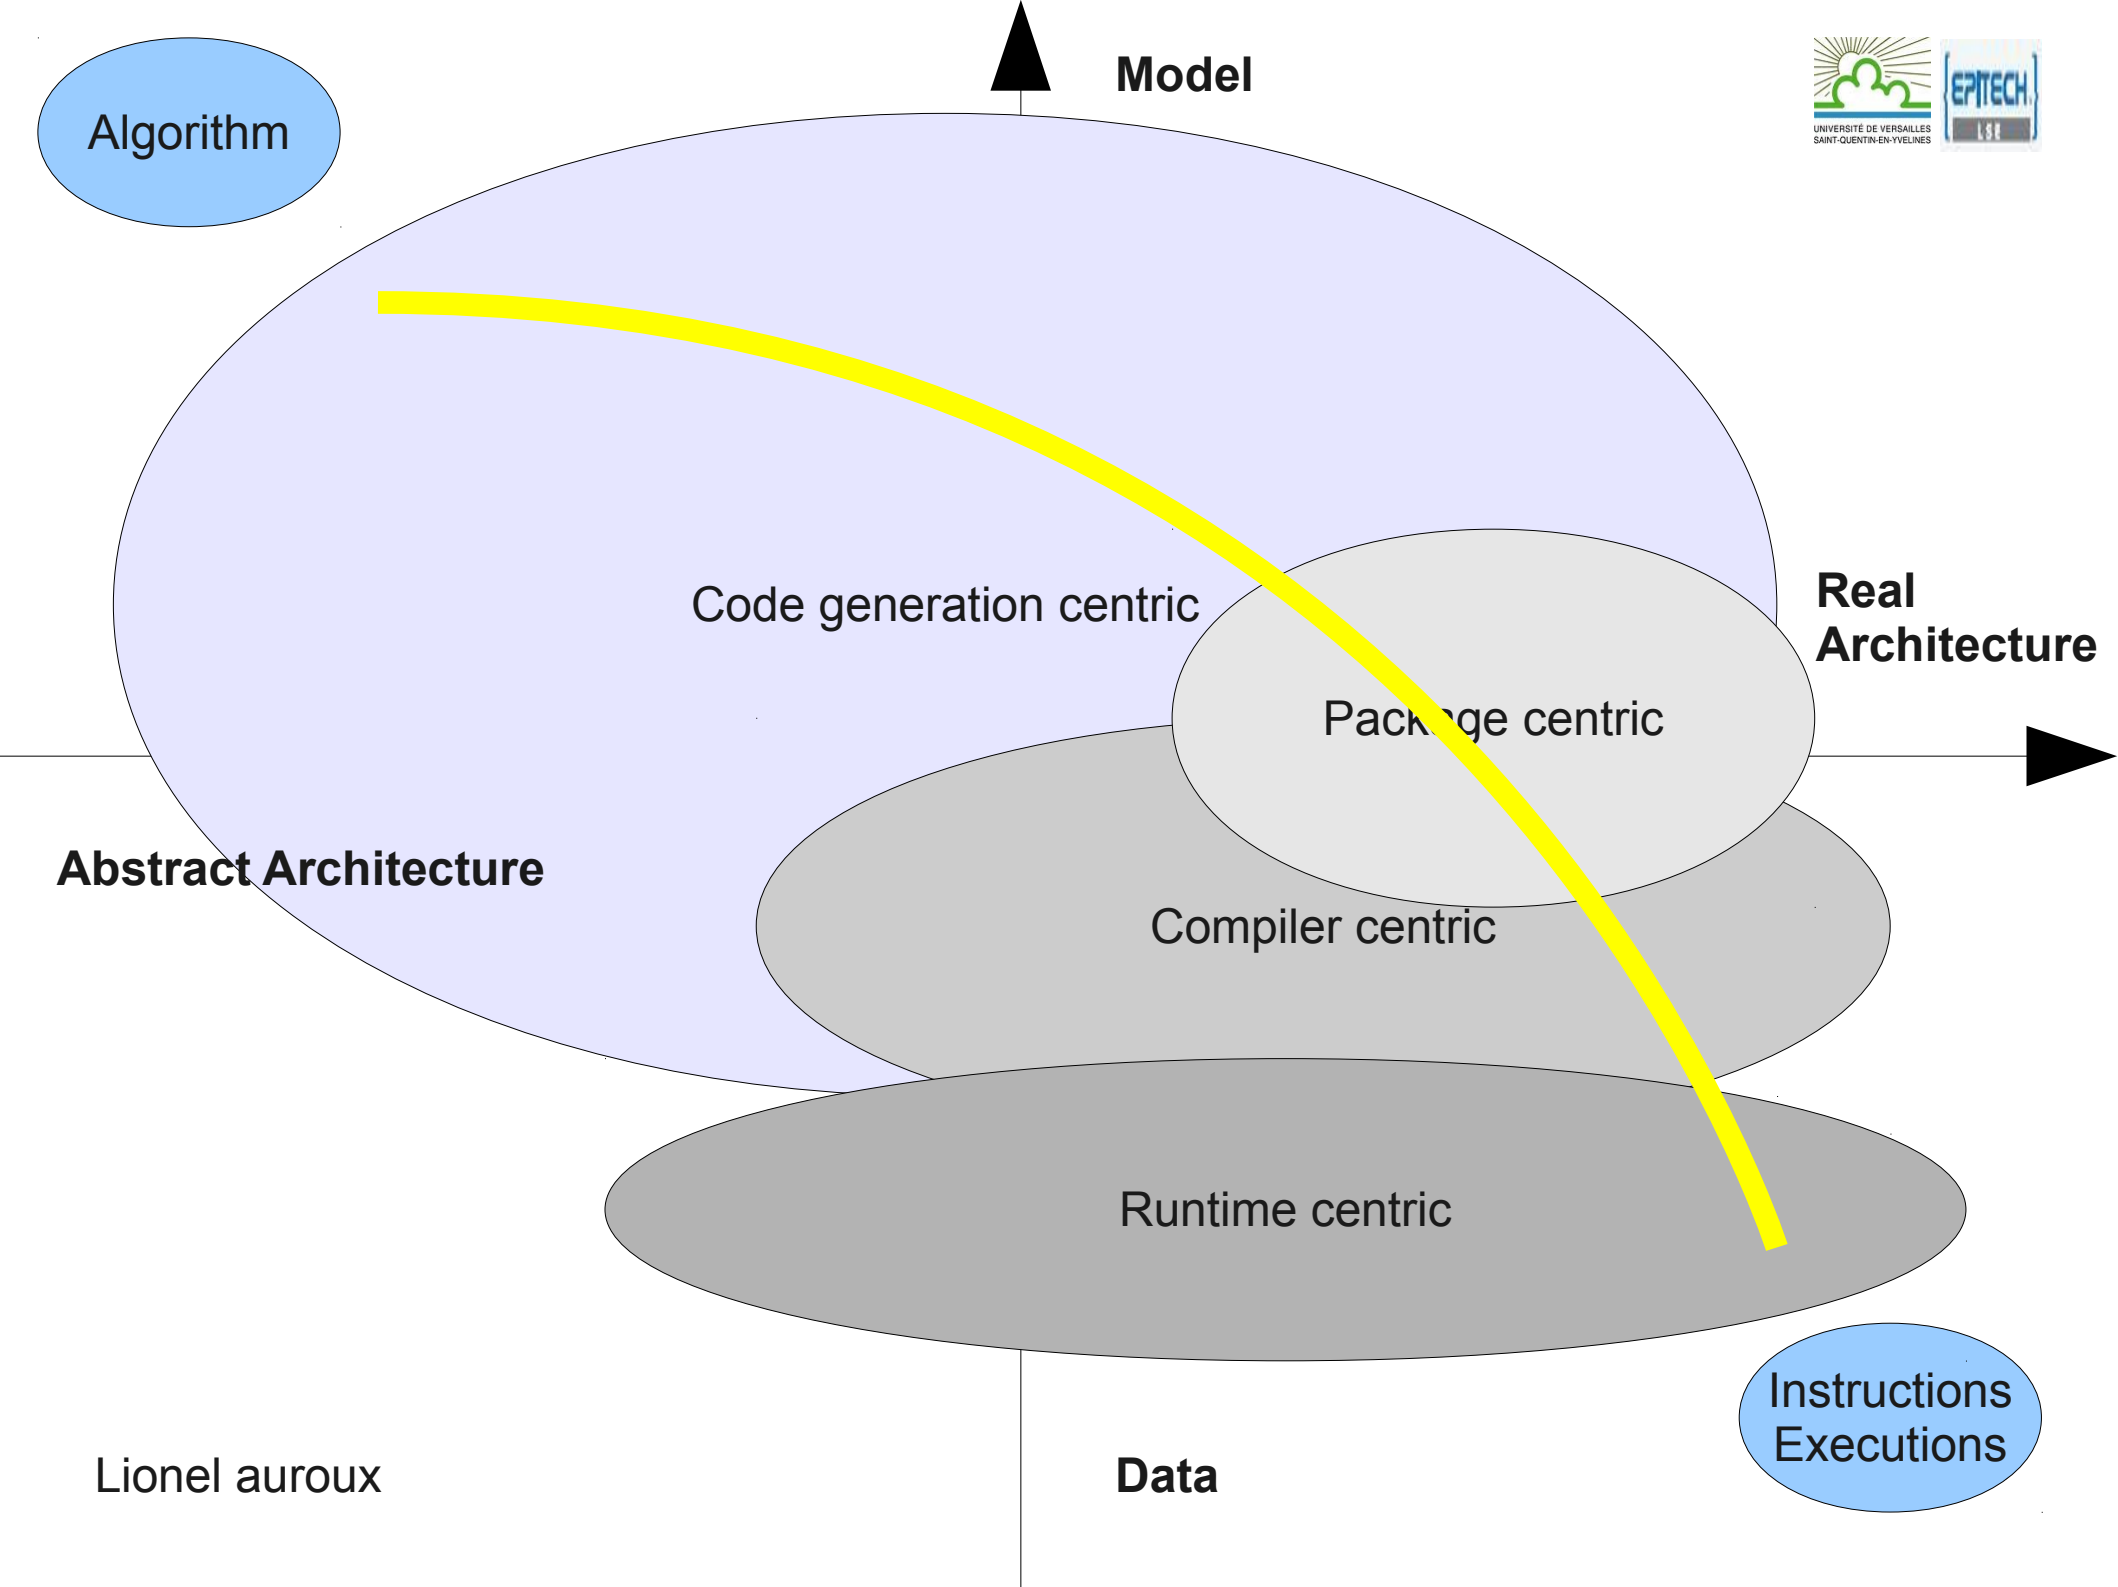 Model
Algorithm
UNIVERSITÉ DE VERSAILLES
SAINT-QUENTIN-EN-YVELINES
EPITECH.
LSE
Code generation centric
Real
Architecture
Package centric
Abstract Architecture
Compiler centric
Runtime centric
Instructions
Executions
Lionel auroux
Data